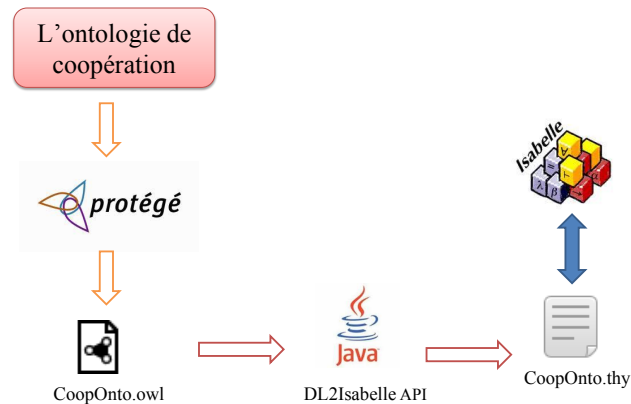 L'ontologie de
coopération
protégé
Isabelle
λ β α
Java
CoopOnto.owl
DL2Isabelle API
CoopOnto.thy